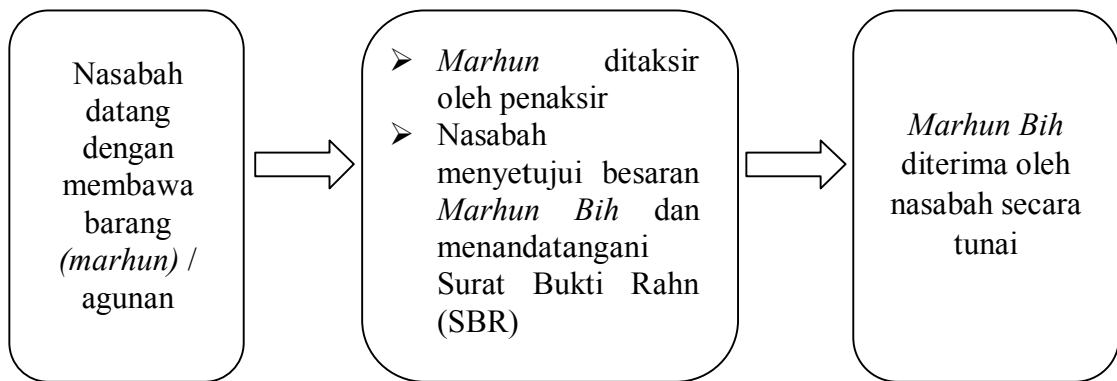 Nasabah
datang
dengan
membawa
barang
(marhun) /
agunan
➢ Marhun ditaksir
oleh penaksir
➢ Nasabah
menyetujui besaran
Marhun Bih dan
menandatangani
Surat Bukti Rahn
(SBR)
Marhun Bih
diterima oleh
nasabah secara
tunai